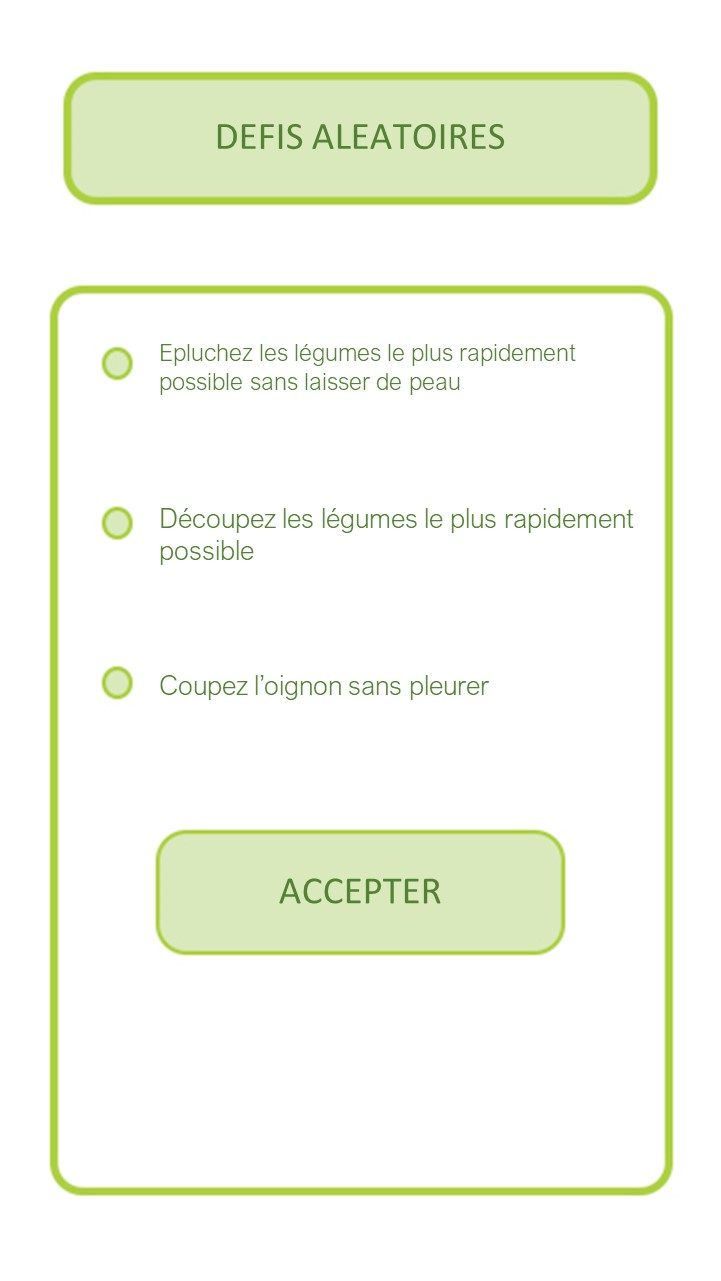 DEFIS ALEATOIRES
Epluchez les légumes le plus rapidement
possible sans laisser de peau
Découpez les légumes le plus rapidement
possible
Coupez l’oignon sans pleurer
ACCEPTER